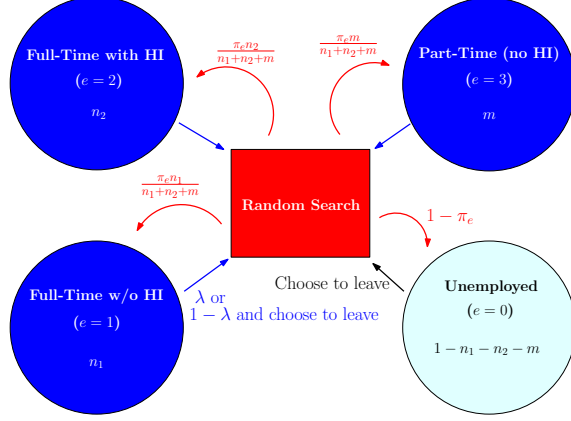 Full-Time with HI
(e = 2)
n₂
πₑn₂/(n₁+n₂+m)
πₑm/(n₁+n₂+m)
Part-Time (no HI)
(e = 3)
m
πₑn₁/(n₁+n₂+m)
Random Search
1 − πₑ
Full-Time w/o HI
(e = 1)
n₁
λ or
1 − λ and choose to leave
Choose to leave
Unemployed
(e = 0)
1 − n₁ − n₂ − m